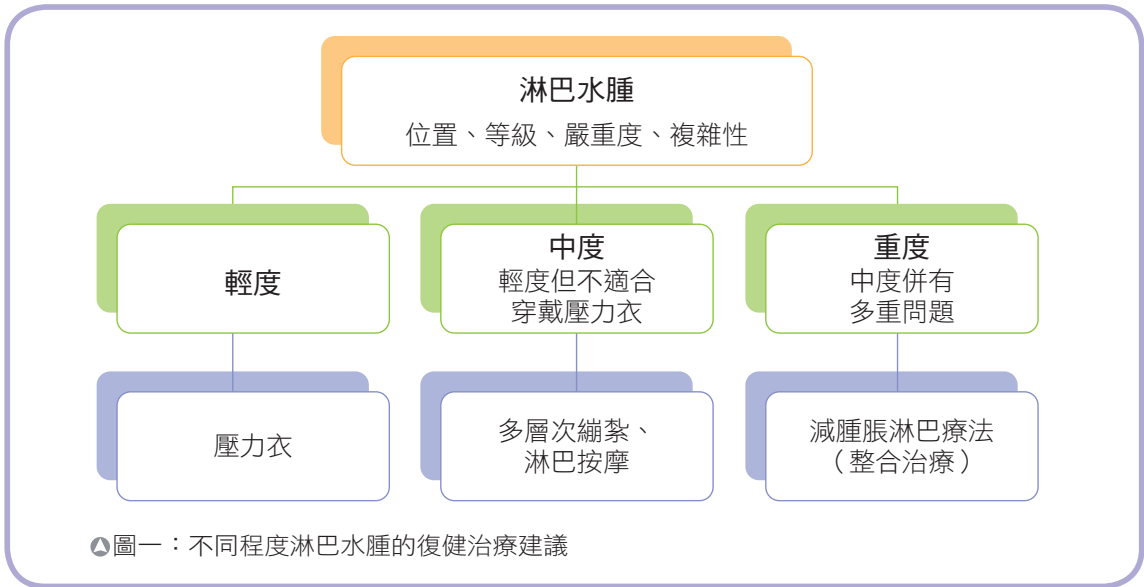 淋巴水腫
位置、等級、嚴重度、複雜性
輕度
中度
輕度但不適合
穿戴壓力衣
重度
中度併有
多重問題
壓力衣
多層次繃紮、
淋巴按摩
減腫脹淋巴療法
（整合治療）
圖一：不同程度淋巴水腫的復健治療建議